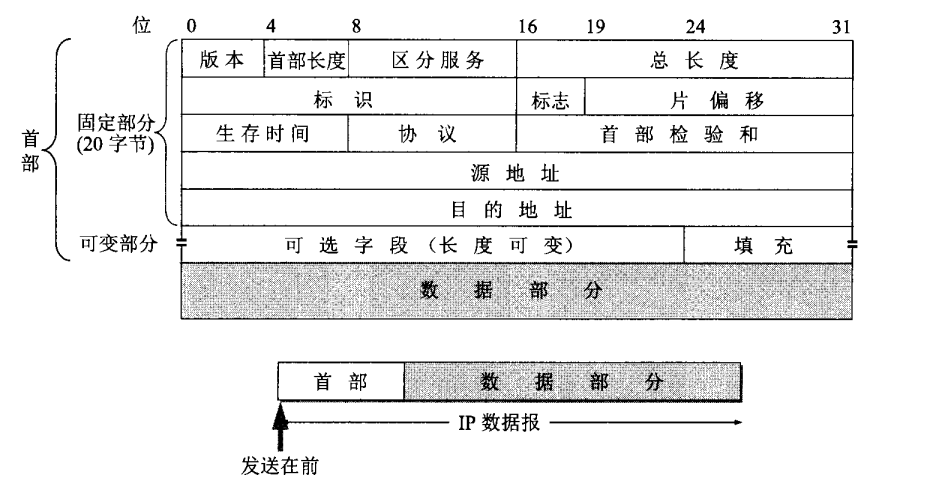 位 0 4 8 16 19 24 31
版本 首部长度 区分服务 总长度
标识 标志 片偏移
首部
固定部分
(20 字节)
生存时间 协议 首部检验和
源地址
目的地址
可变部分 可选字段(长度可变) 填充
数据部分
首部 数据部分
IP 数据报
发送在前